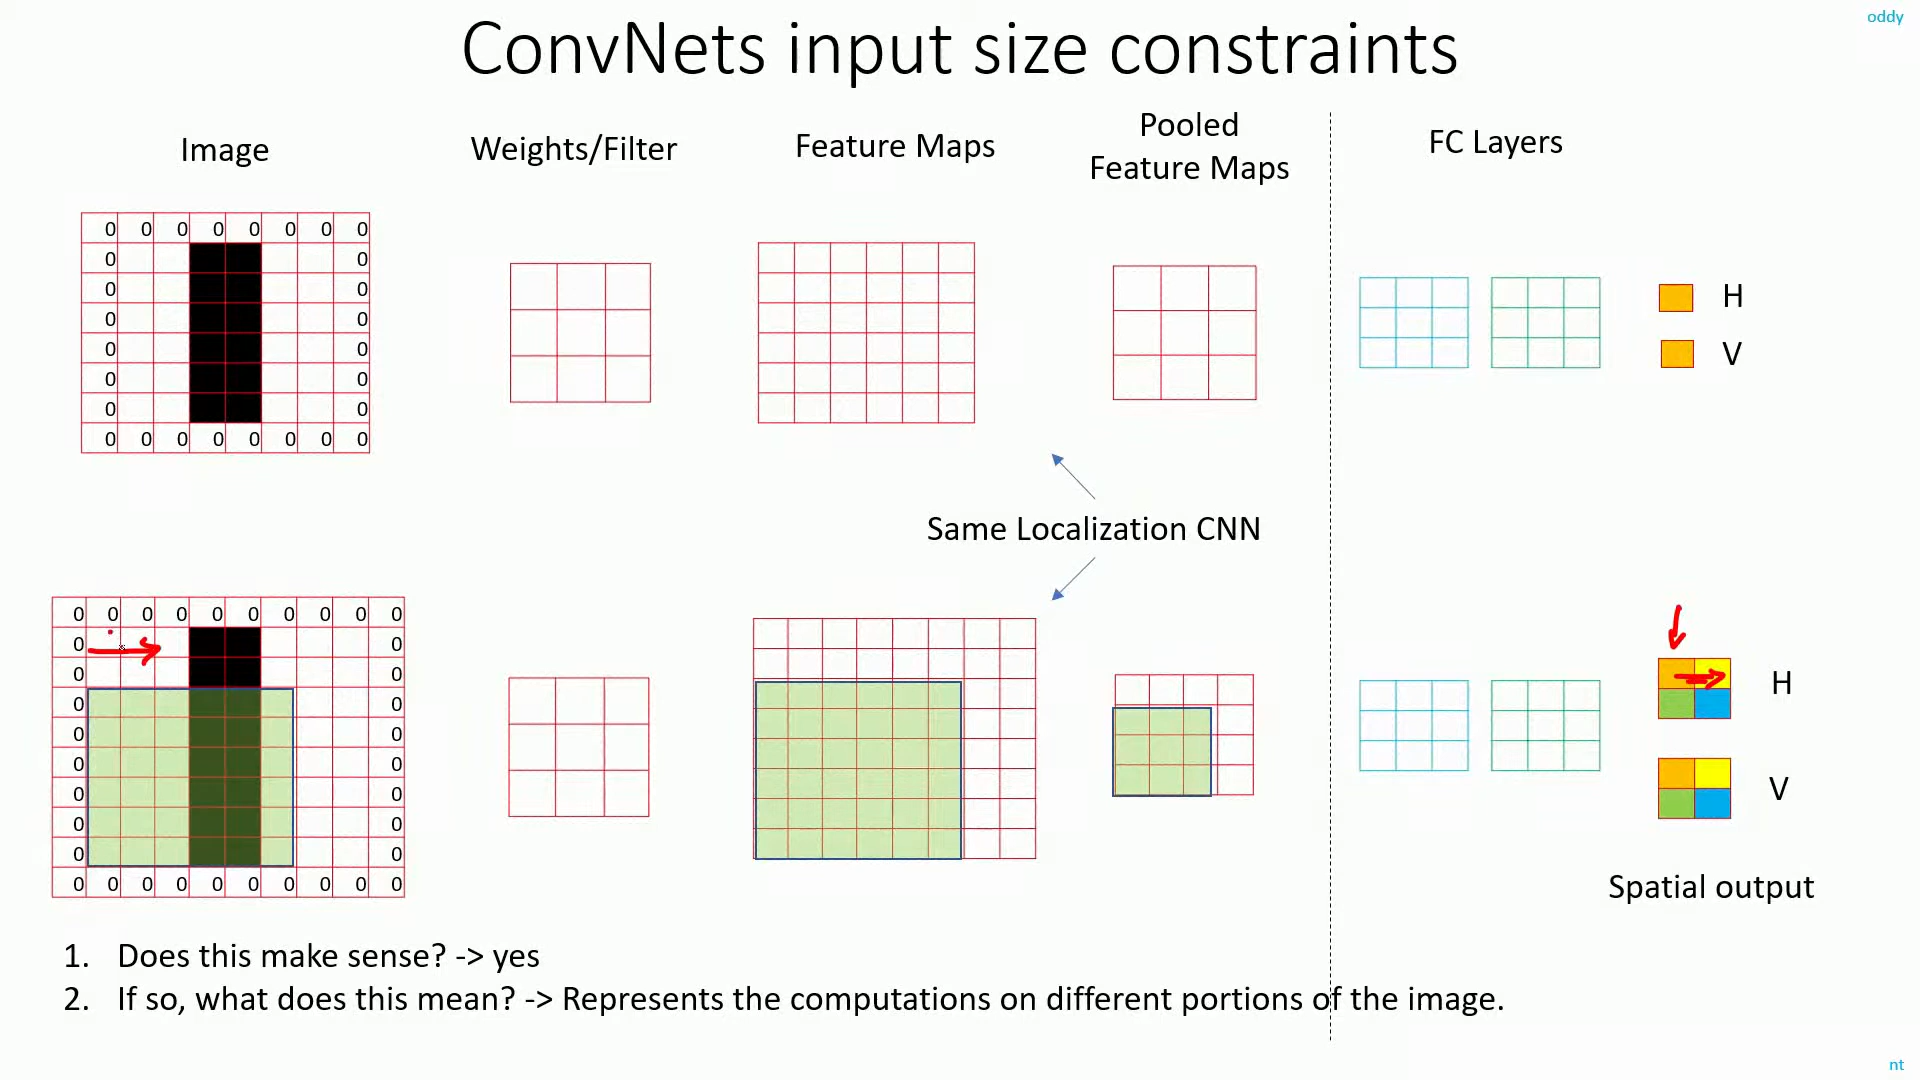 oddy
ConvNets input size constraints
Image
Weights/Filter
Feature Maps
Pooled
Feature Maps
FC Layers
0 0 0 0 0 0 0 0
0 0
0 0
0 0
0 0
0 0
0 0
0 0 0 0 0 0 0 0
H
V
Same Localization CNN
0 0 0 0 0 0 0 0 0 0
0 0
0 0
0 0
0 0
0 0
0 0
0 0
0 0
0 0 0 0 0 0 0 0 0 0
H
V
Spatial output
1. Does this make sense? -> yes
2. If so, what does this mean? -> Represents the computations on different portions of the image.
nt